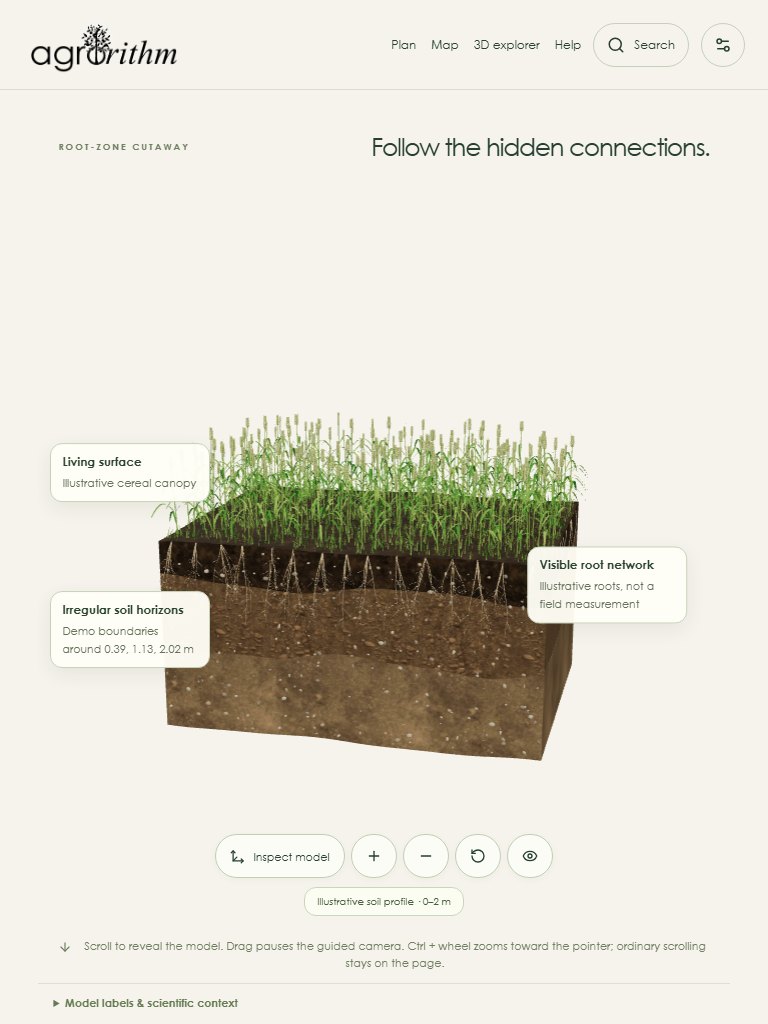 agrorithm
Plan Map 3D explorer Help Search
ROOT-ZONE CUTAWAY
Follow the hidden connections.
Living surface
Illustrative cereal canopy
Visible root network
Illustrative roots, not a
field measurement
Irregular soil horizons
Demo boundaries
around 0.39, 1.13, 2.02 m
Inspect model
Illustrative soil profile · 0–2 m
Scroll to reveal the model. Drag pauses the guided camera. Ctrl + wheel zooms toward the pointer; ordinary scrolling
stays on the page.
Model labels & scientific context